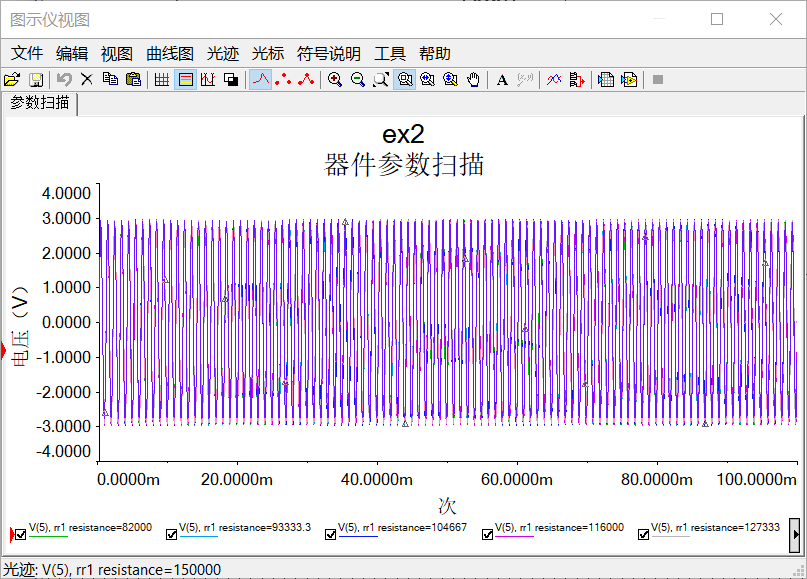 图示仪视图
文件 编辑 视图 曲线图 光迹 光标 符号说明 工具 帮助
参数扫描
ex2
器件参数扫描
4.0000
3.0000
2.0000
1.0000
0.0000
-1.0000
-2.0000
-3.0000
-4.0000
电压（V）
0.0000m 20.0000m 40.0000m 60.0000m 80.0000m 100.0000m
次
V(5), rr1 resistance=82000 V(5), rr1 resistance=93333.3 V(5), rr1 resistance=104667 V(5), rr1 resistance=116000 V(5), rr1 resistance=127333
光迹: V(5), rr1 resistance=150000